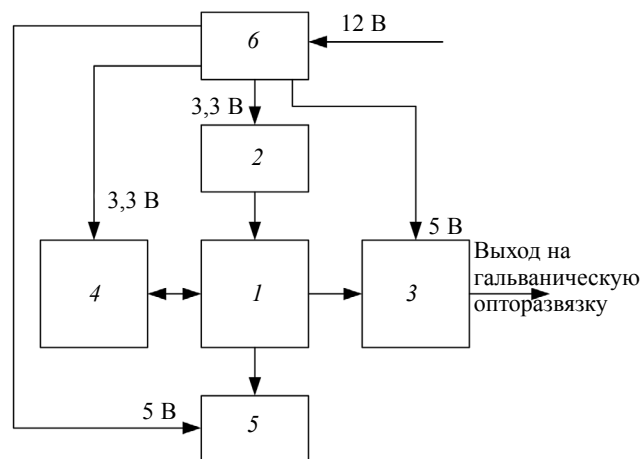 6
12 В
3,3 В
2
3,3 В
5 В
4
1
3
Выход на
гальваническую
опторазвязку
5 В
5